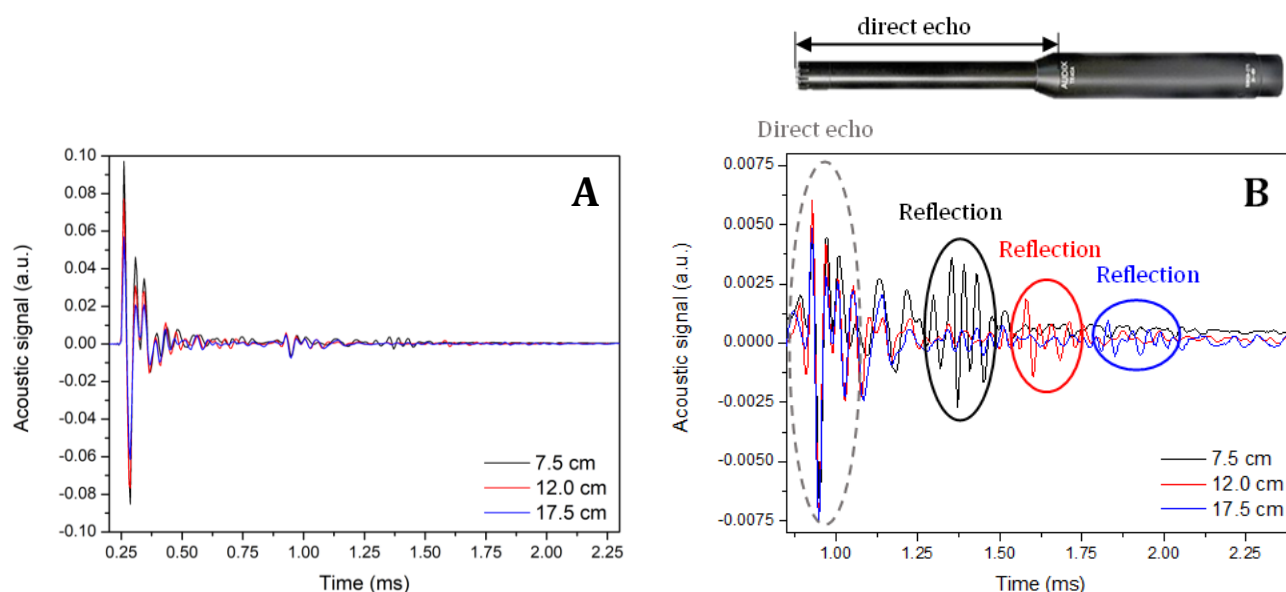 direct echo
AUDIX
Direct echo
A
0.10
0.08
0.06
0.04
0.02
0.00
-0.02
-0.04
-0.06
-0.08
-0.10
Acoustic signal (a.u.)
7.5 cm
12.0 cm
17.5 cm
0.25 0.50 0.75 1.00 1.25 1.50 1.75 2.00 2.25
Time (ms)
B
Reflection
Reflection
Reflection
0.0075
0.0050
0.0025
0.0000
-0.0025
-0.0050
-0.0075
Acoustic signal (a.u.)
7.5 cm
12.0 cm
17.5 cm
1.00 1.25 1.50 1.75 2.00 2.25
Time (ms)